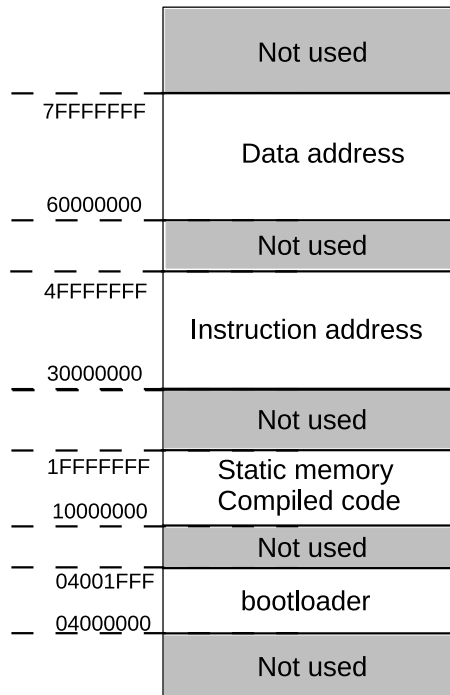 Not used
7FFFFFFF
Data address
60000000
Not used
4FFFFFFF
Instruction address
30000000
Not used
1FFFFFFF
Static memory
Compiled code
10000000
Not used
04001FFF
bootloader
04000000
Not used